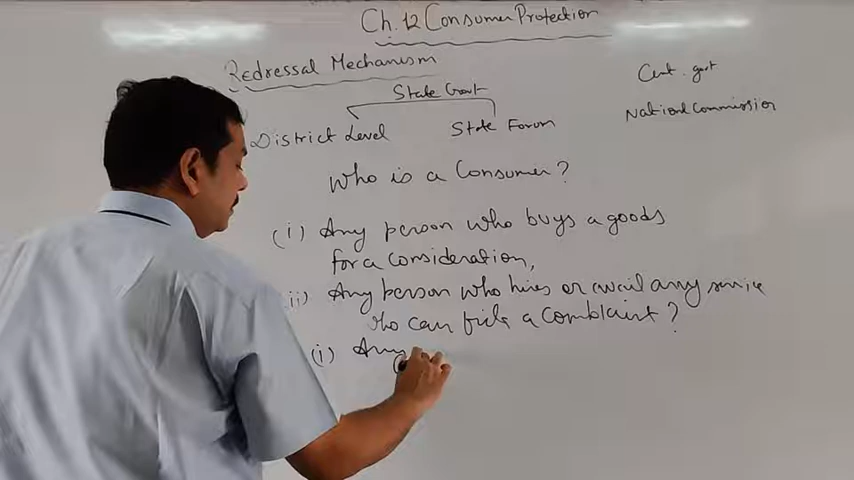 Ch. 12 Consumer Protection
Redressal Mechanism
State Govt
Cent. govt
District Level
State Forum
National Commission
Who is a Consumer?
(i) Any person who buys a goods
for a consideration,
ii) Any person who hires or avail any service
who can file a complaint?
(i) Any